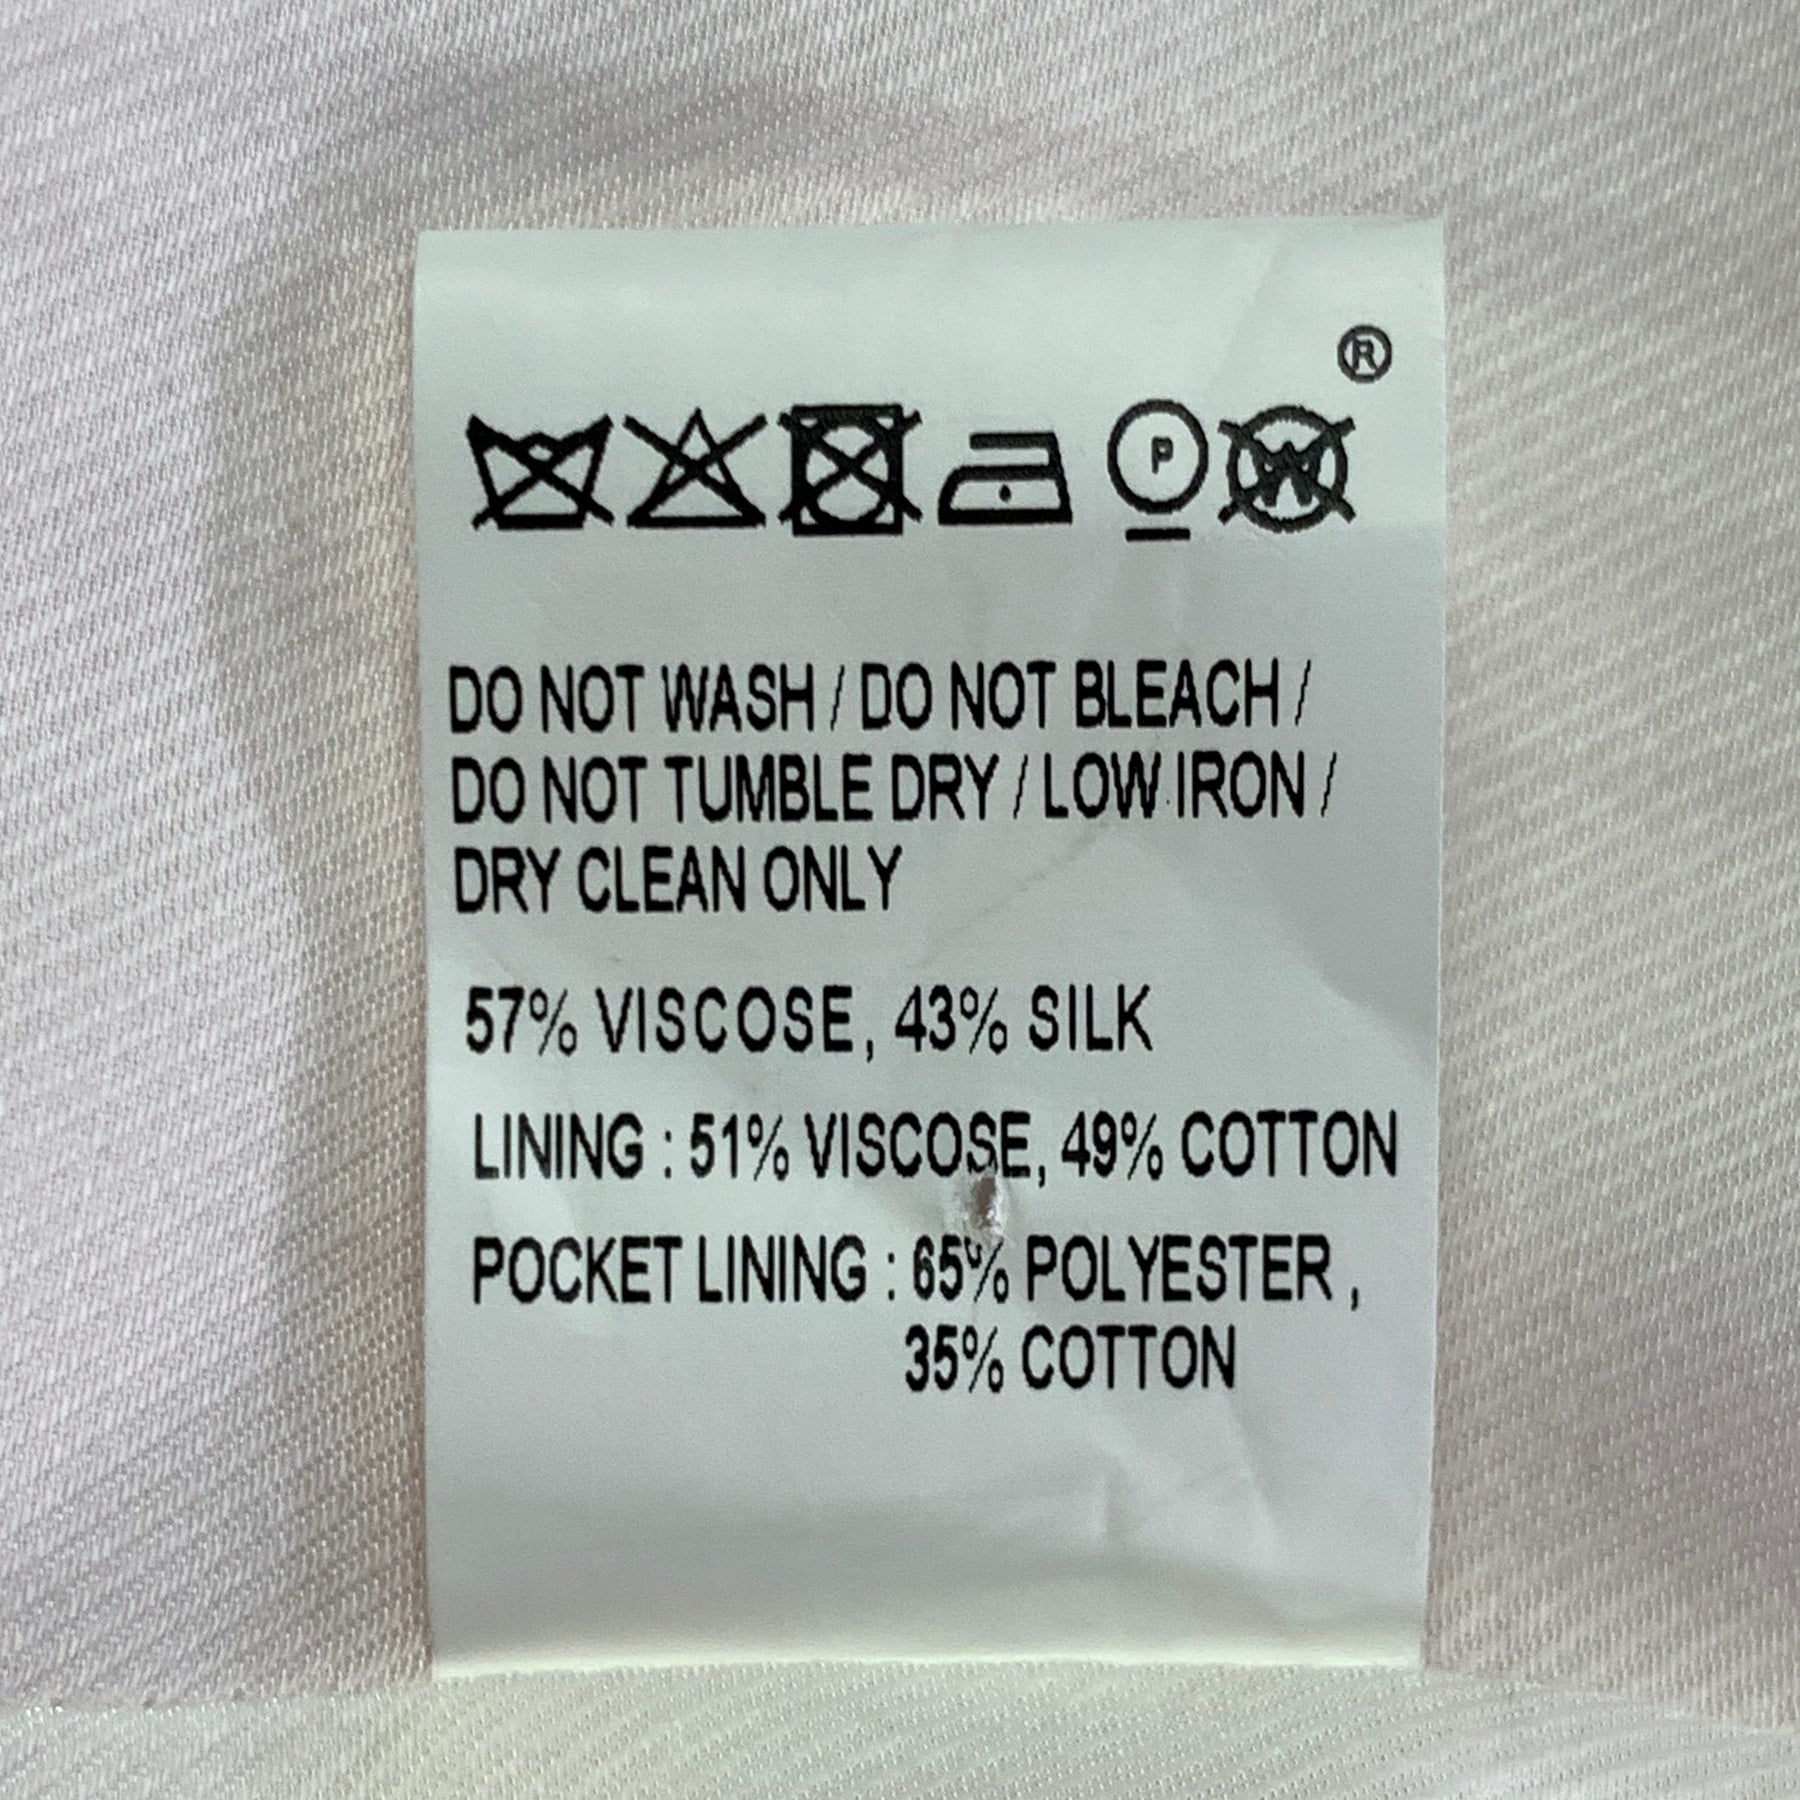 ®
P W
DO NOT WASH / DO NOT BLEACH /
DO NOT TUMBLE DRY / LOW IRON /
DRY CLEAN ONLY
57% VISCOSE, 43% SILK
LINING : 51% VISCOSE, 49% COTTON
POCKET LINING : 65% POLYESTER ,
35% COTTON